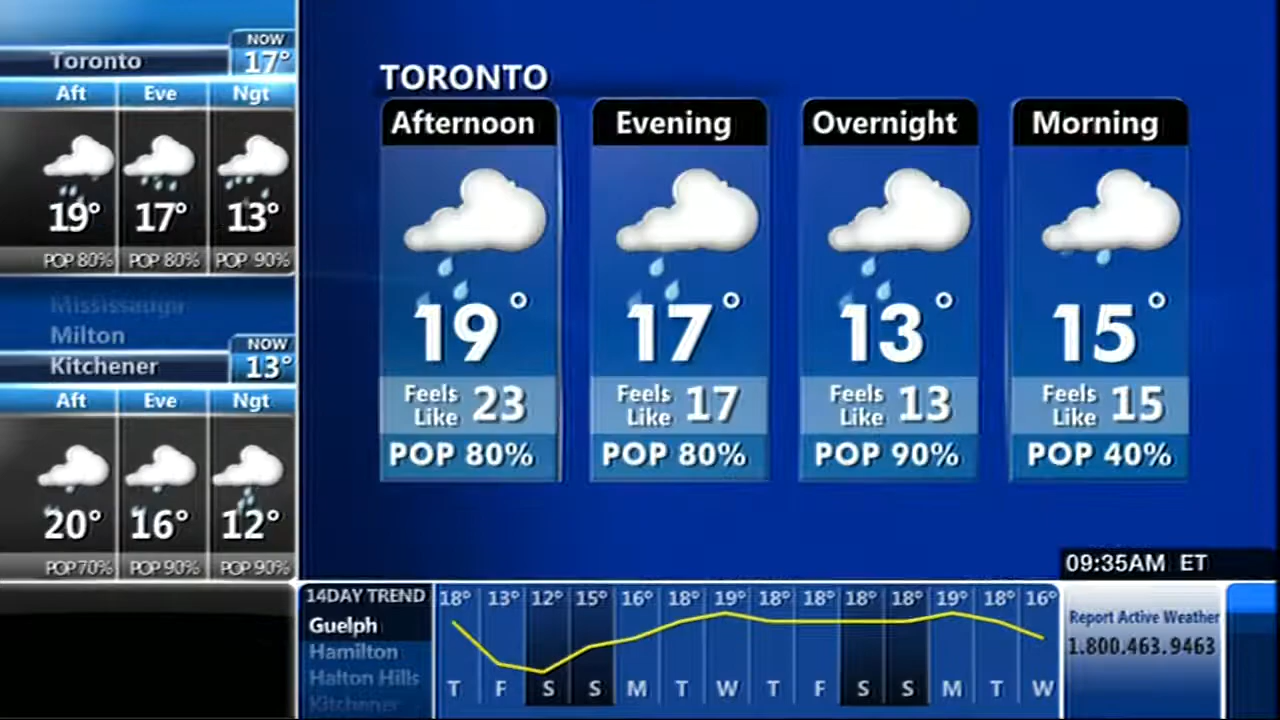 NOW
Toronto 17°
Aft Eve Ngt
19° 17° 13°
POP 80% POP 80% POP 90%
Mississauga
Milton
NOW
Kitchener 13°
Aft Eve Ngt
20° 16° 12°
POP 70% POP 90% POP 90%
TORONTO
Afternoon Evening Overnight Morning
19° 17° 13° 15°
Feels Like 23 Feels Like 17 Feels Like 13 Feels Like 15
POP 80% POP 80% POP 90% POP 40%
09:35AM ET
14DAY TREND 18° 13° 12° 15° 16° 18° 19° 18° 18° 18° 18° 19° 18° 16°
Guelph
Hamilton
Halton Hills
Kitchener
T F S S M T W T F S S M T W
Report Active Weather
1.800.463.9463